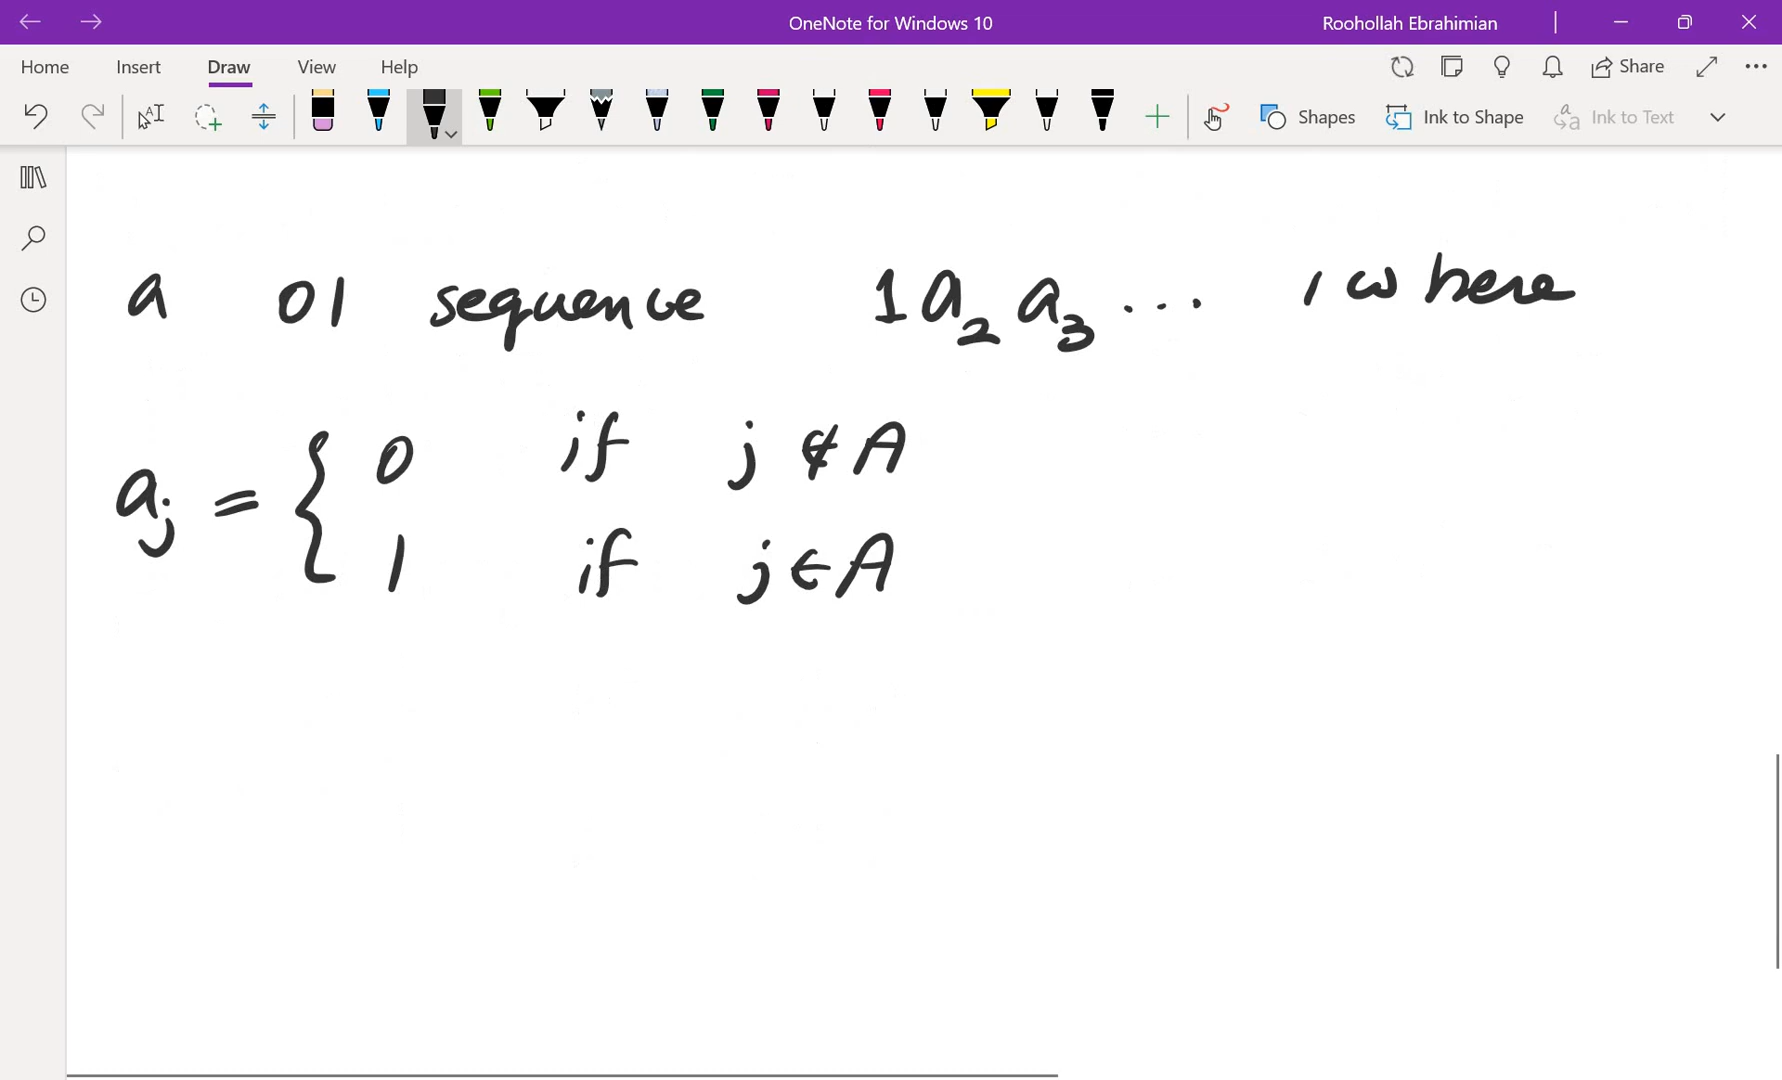 OneNote for Windows 10 Roohollah Ebrahimian
Home Insert Draw View Help Share
Shapes Ink to Shape Ink to Text
a 01 sequence 1a₂a₃... , where
aⱼ = { 0 if j ∉ A
1 if j ∈ A